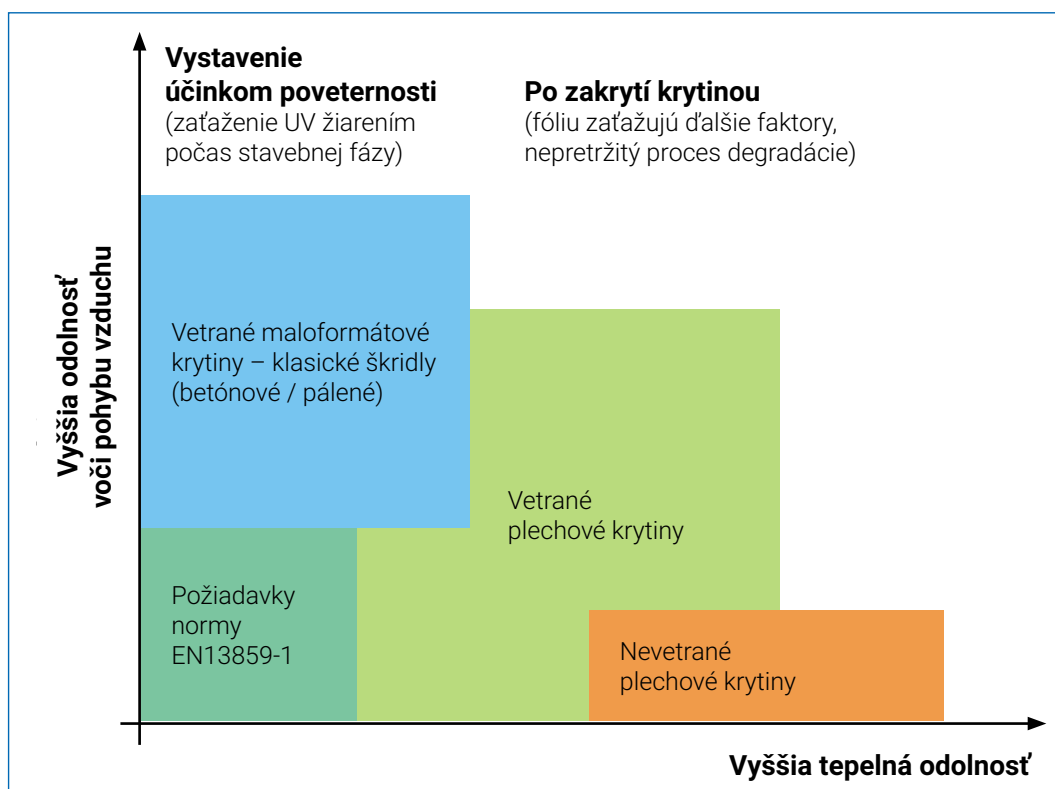 Vystavenie
účinkom poveternosti
(zaťaženie UV žiarením
počas stavebnej fázy)
Po zakrytí krytinou
(fóliu zaťažujú ďalšie faktory,
nepretržitý proces degradácie)
Vyššia odolnosť
voči pohybu vzduchu
Vetrané maloformátové
krytiny – klasické škridly
(betónové / pálené)
Vetrané
plechové krytiny
Požiadavky
normy
EN13859-1
Nevetrané
plechové krytiny
Vyššia tepelná odolnosť